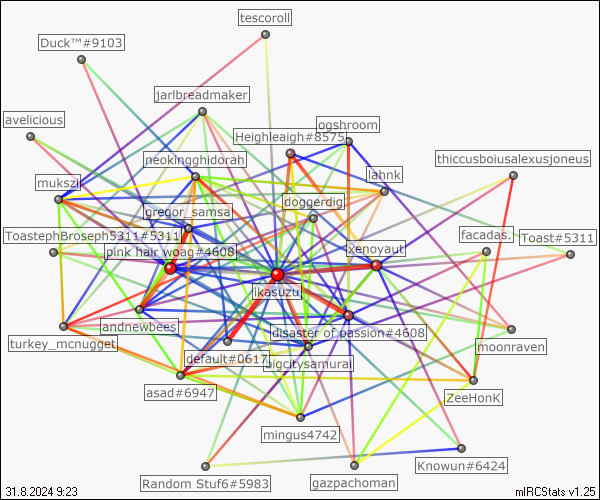 tescoroll
Duck™#9103
jarlbreadmaker
avelicious
ogshroom
Heighleaigh#8575
neokingghidorah
thiccusboiusalexusjoneus
lahnk
mukszi
doggerdig
gregor_samsa
ToastephBroseph5311#5311
facadas.
Toast#5311
pink hair woag#4608
xenoyaut
ikasuzu
andnewbees
disaster of passion#4608
turkey_mcnugget
moonraven
default#0617
bigcitysamurai
asad#6947
ZeeHonK
mingus4742
Knowun#6424
Random Stuf6#5983
gazpachoman
31.8.2024 9:23
mIRCStats v1.25